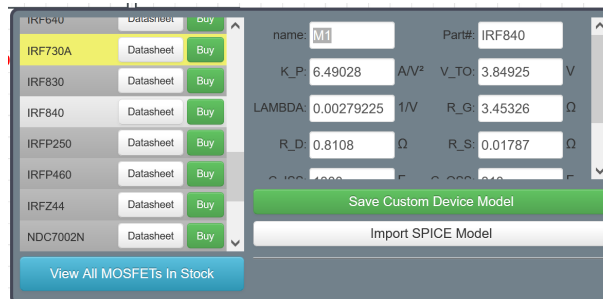 IRF640 Datasheet Buy
IRF730A Datasheet Buy
IRF830 Datasheet Buy
IRF840 Datasheet Buy
IRFP250 Datasheet Buy
IRFP460 Datasheet Buy
IRFZ44 Datasheet Buy
NDC7002N Datasheet Buy
View All MOSFETs In Stock
name: M1 Part#: IRF840
K_P: 6.49028 A/V² V_TO: 3.84925 V
LAMBDA: 0.00279225 1/V R_G: 3.45326 Ω
R_D: 0.8108 Ω R_S: 0.01787 Ω
Save Custom Device Model
Import SPICE Model